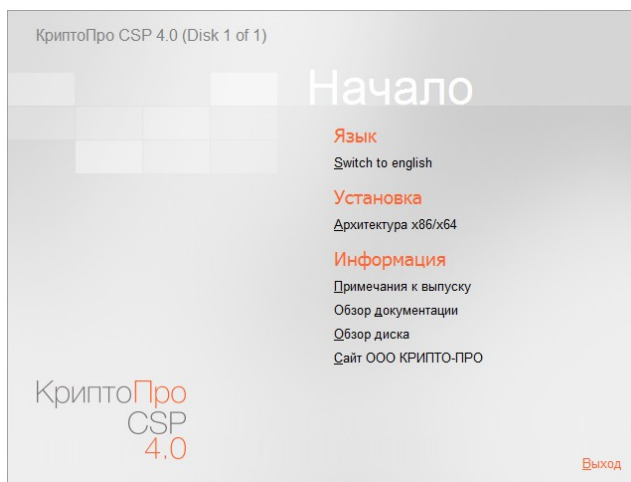 КриптоПро CSP 4.0 (Disk 1 of 1)
Начало
Язык
Switch to english
Установка
Архитектура x86/x64
Информация
Примечания к выпуску
Обзор документации
Обзор диска
Сайт ООО КРИПТО-ПРО
КриптоПро
CSP
4.0
Выход